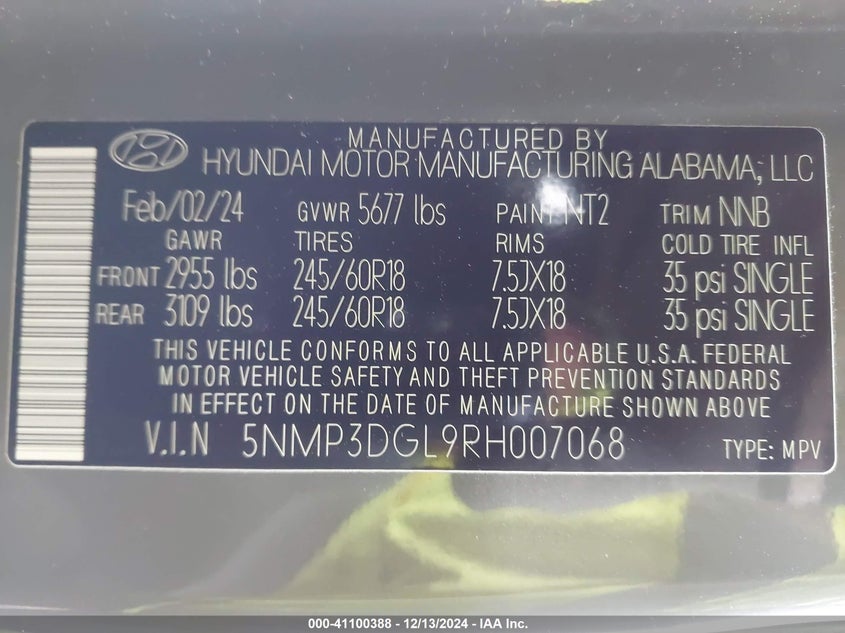 MANUFACTURED BY
HYUNDAI MOTOR MANUFACTURING ALABAMA, LLC
Feb/02/24 GVWR 5677 lbs PAINT NT2 TRIM NNB
GAWR TIRES RIMS COLD TIRE INFL
FRONT 2955 lbs 245/60R18 7.5JX18 35 psi SINGLE
REAR 3109 lbs 245/60R18 7.5JX18 35 psi SINGLE
THIS VEHICLE CONFORMS TO ALL APPLICABLE U.S.A. FEDERAL
MOTOR VEHICLE SAFETY AND THEFT PREVENTION STANDARDS
IN EFFECT ON THE DATE OF MANUFACTURE SHOWN ABOVE
V.I.N 5NMP3DGL9RH007068 TYPE: MPV
000-41100388 - 12/13/2024 - IAA Inc.